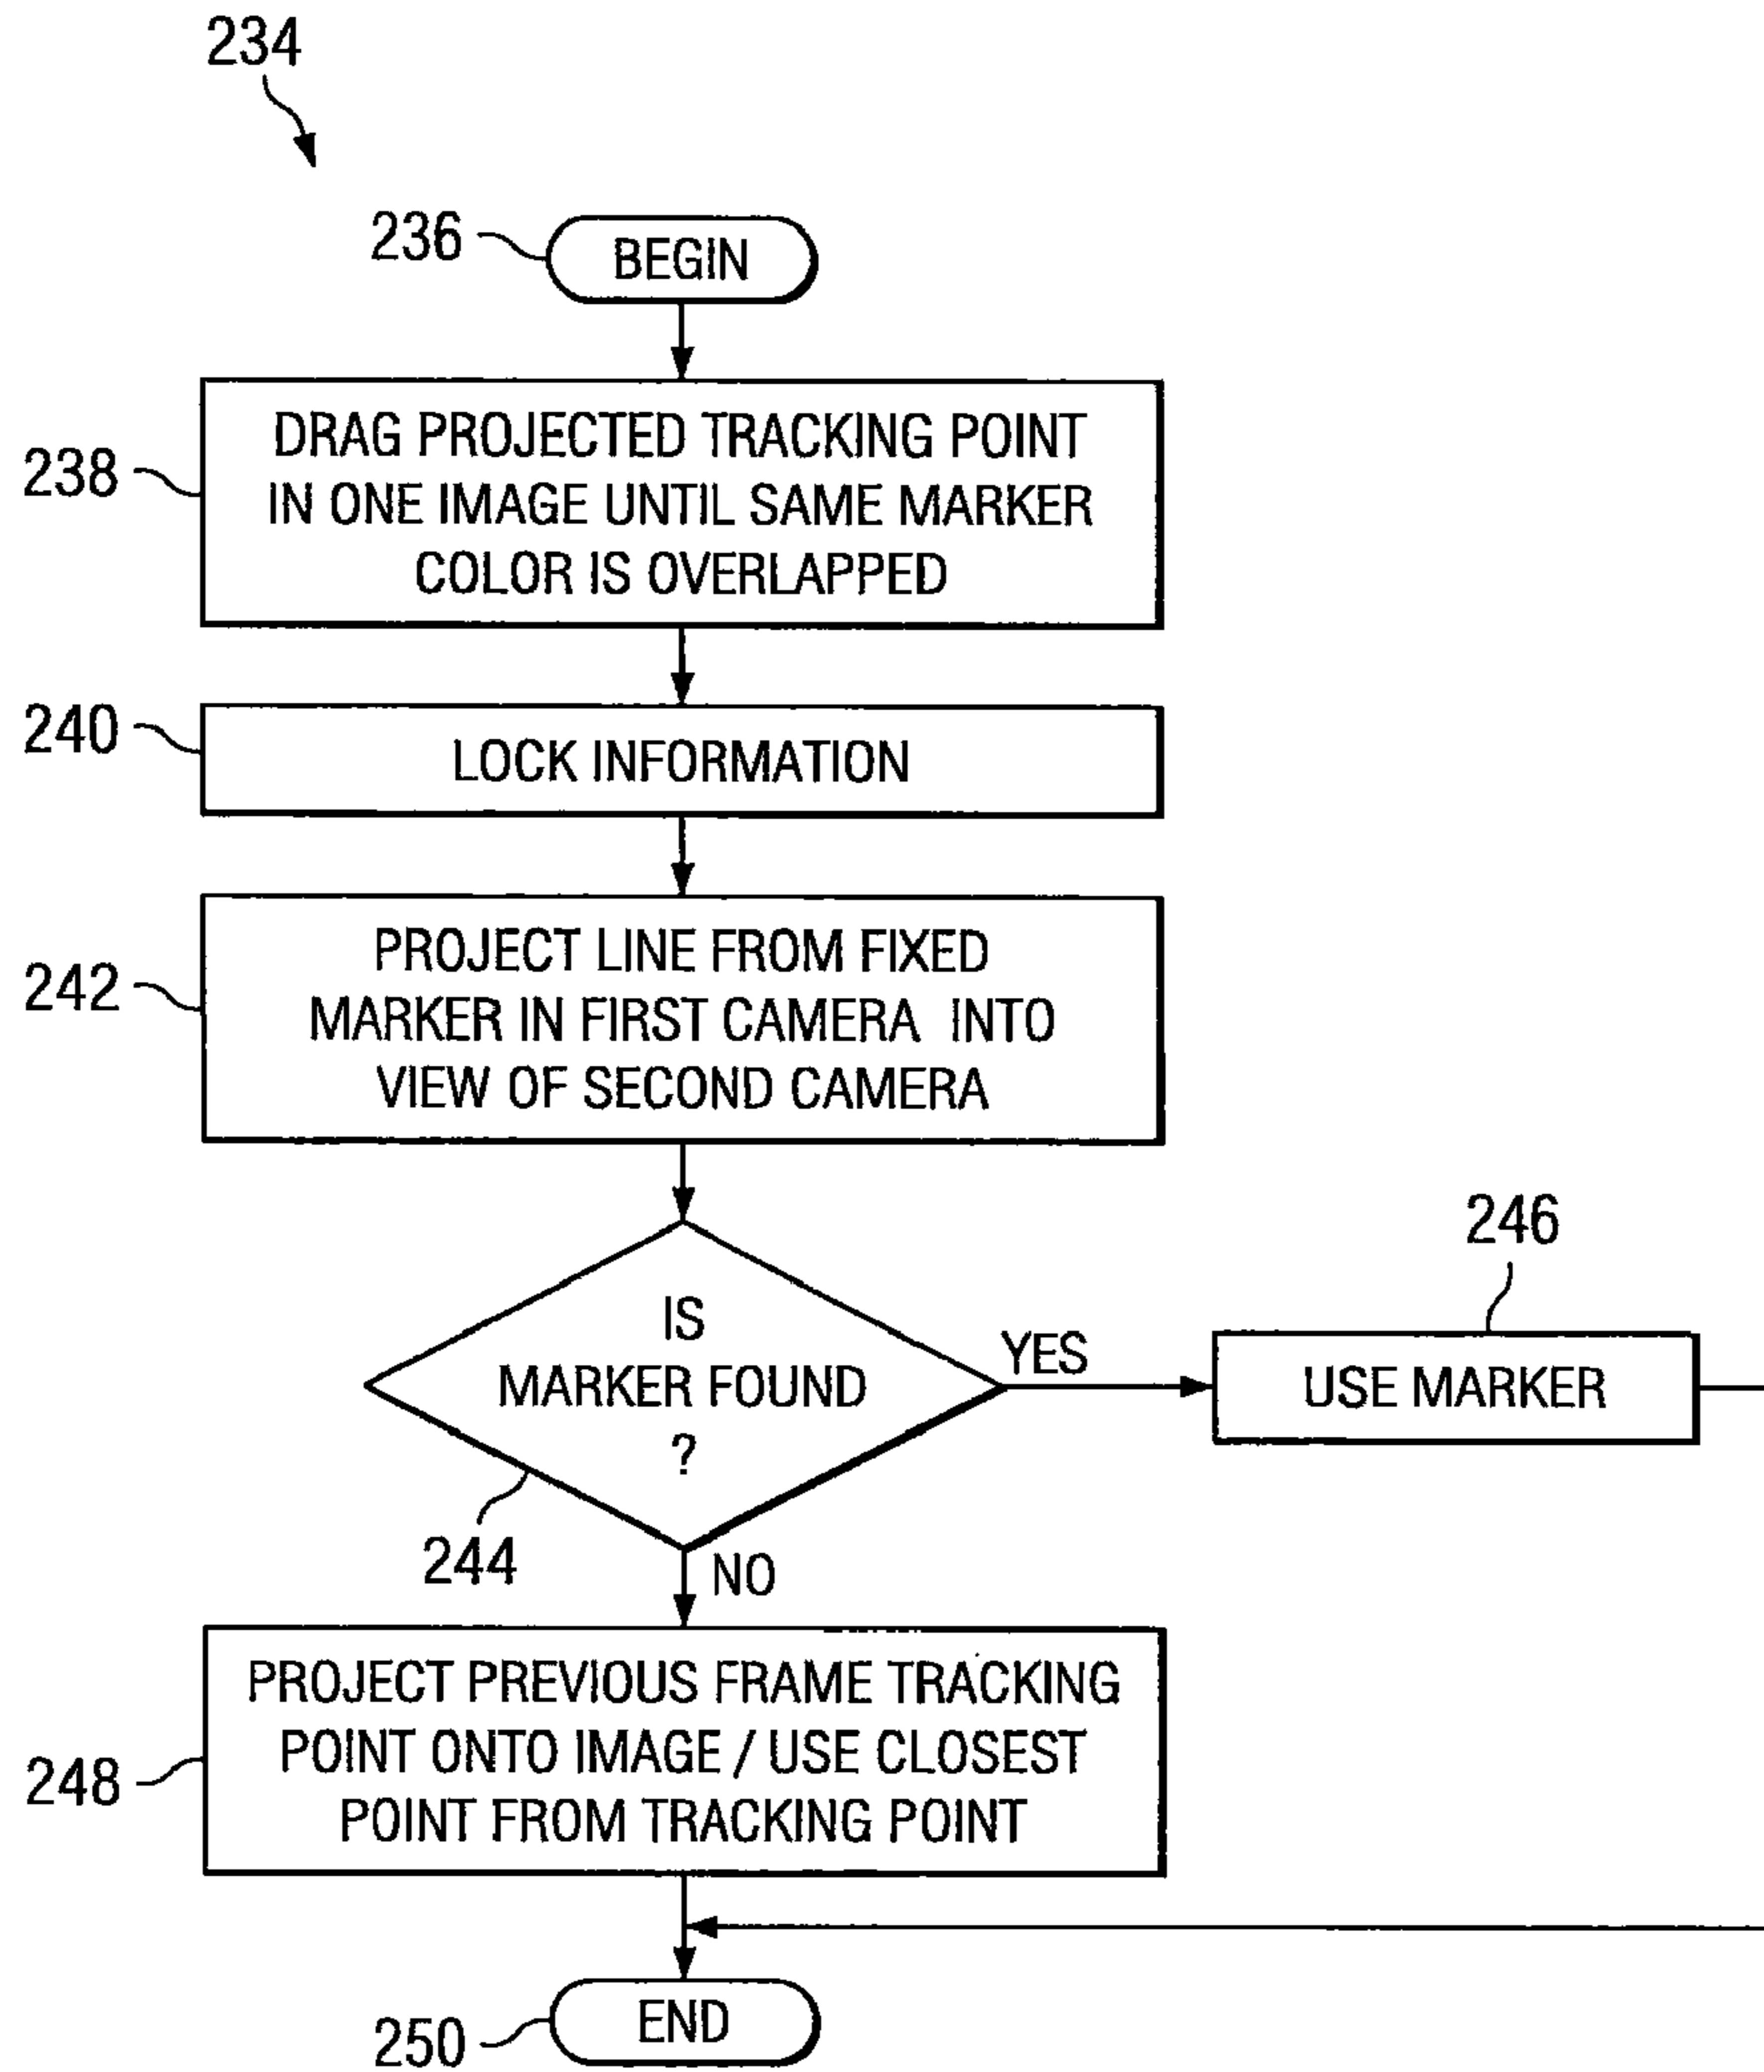 234
236
BEGIN
238
DRAG PROJECTED TRACKING POINT
IN ONE IMAGE UNTIL SAME MARKER
COLOR IS OVERLAPPED
240
LOCK INFORMATION
242
PROJECT LINE FROM FIXED
MARKER IN FIRST CAMERA INTO
VIEW OF SECOND CAMERA
244
IS
MARKER FOUND
?
YES
246
USE MARKER
NO
248
PROJECT PREVIOUS FRAME TRACKING
POINT ONTO IMAGE / USE CLOSEST
POINT FROM TRACKING POINT
250
END